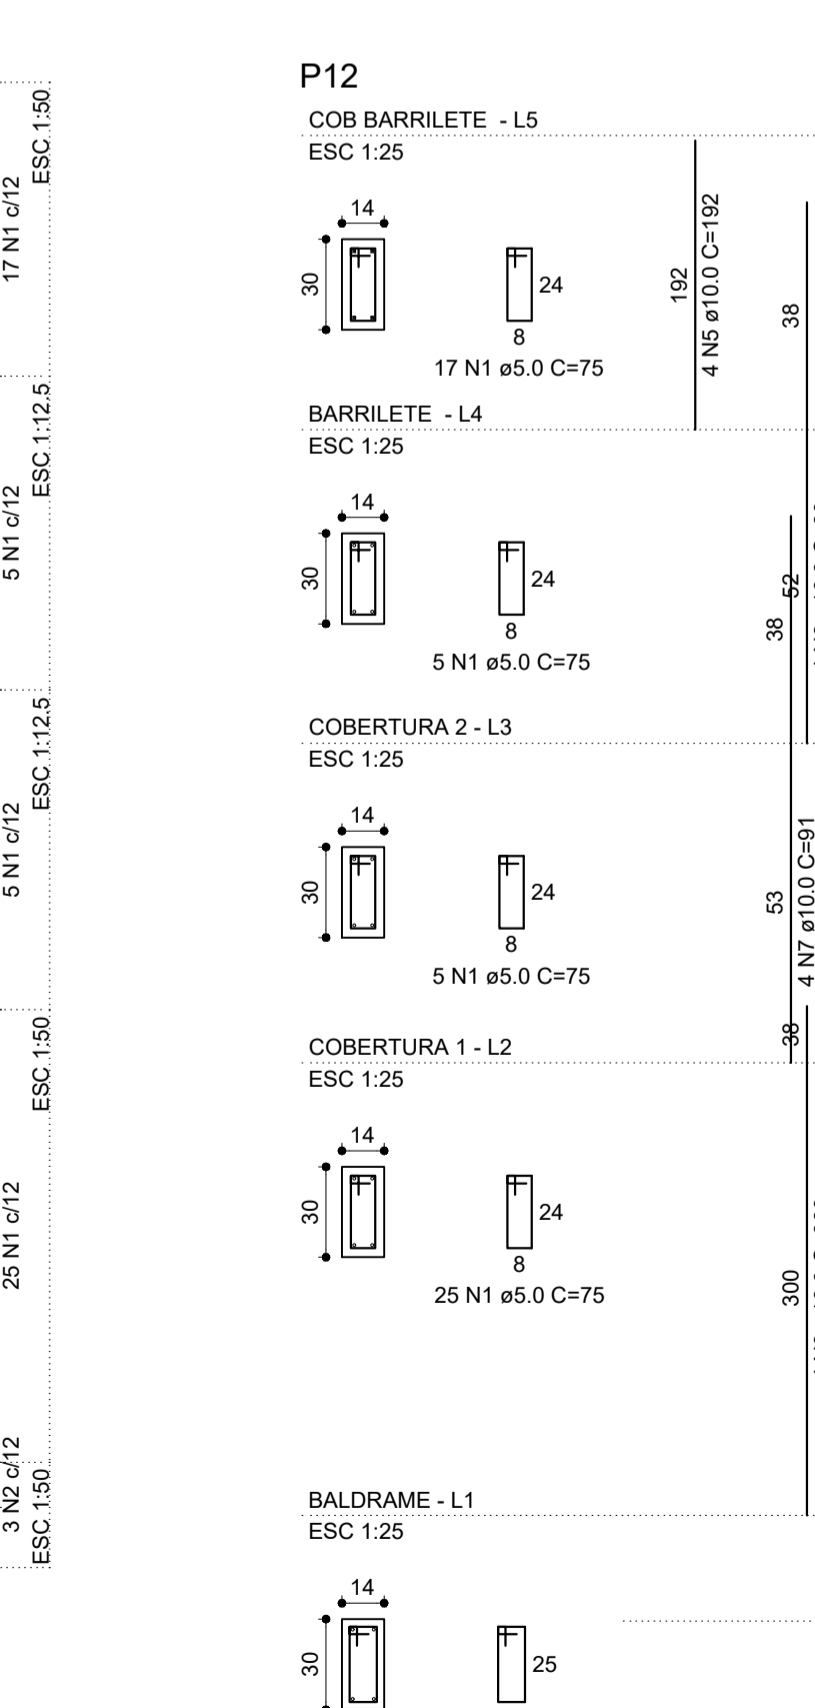 P12
COB BARRILETE - L5
ESC 1:25
14
30
24
8
17 N1 ø5.0 C=75
192
4 N5 ø10.0 C=192
38
BARRILETE - L4
ESC 1:25
14
30
24
8
5 N1 ø5.0 C=75
52
38
COBERTURA 2 - L3
ESC 1:25
14
30
24
8
5 N1 ø5.0 C=75
53
4 N7 ø10.0 C=91
38
COBERTURA 1 - L2
ESC 1:25
14
30
24
8
25 N1 ø5.0 C=75
300
BALDRAME - L1
ESC 1:25
14
30
25
17 N1 c/12
ESC 1:50
5 N1 c/12
ESC 1:12.5
5 N1 c/12
ESC 1:12.5
25 N1 c/12
ESC 1:50
3 N2 c/12
ESC 1:50